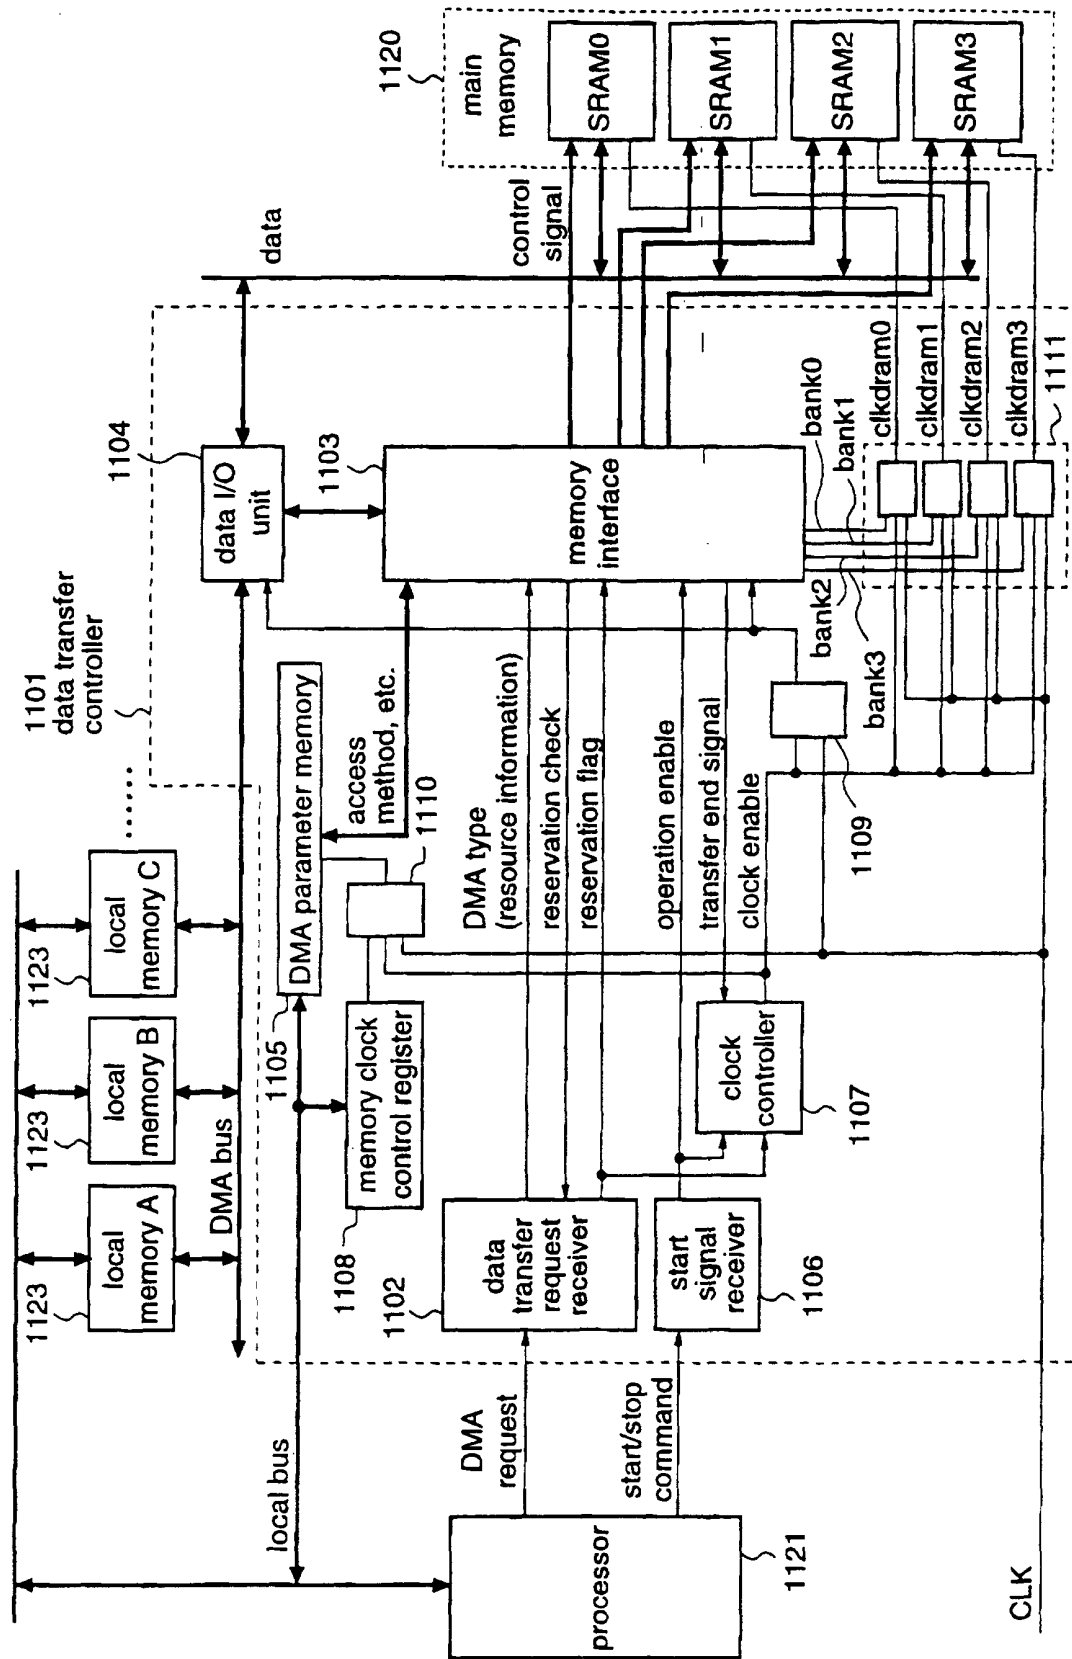 1101
data transfer
controller
1104
data I/O
unit
data
1120
main
memory
SRAM0
SRAM1
SRAM2
SRAM3
control
signal
1123
local
memory A
1123
local
memory B
1123
local
memory C
......
DMA bus
local bus
1105
DMA parameter memory
access
method, etc.
1103
memory
interface
1108
memory clock
control register
1110
DMA type
(resource information)
reservation check
reservation flag
operation enable
transfer end signal
clock enable
1102
data
transfer
request
receiver
start
signal
receiver
1106
clock
controller
1107
1109
DMA
request
start/stop
command
processor
1121
CLK
bank0
bank1
bank2
bank3
clkdram0
clkdram1
clkdram2
clkdram3
1111